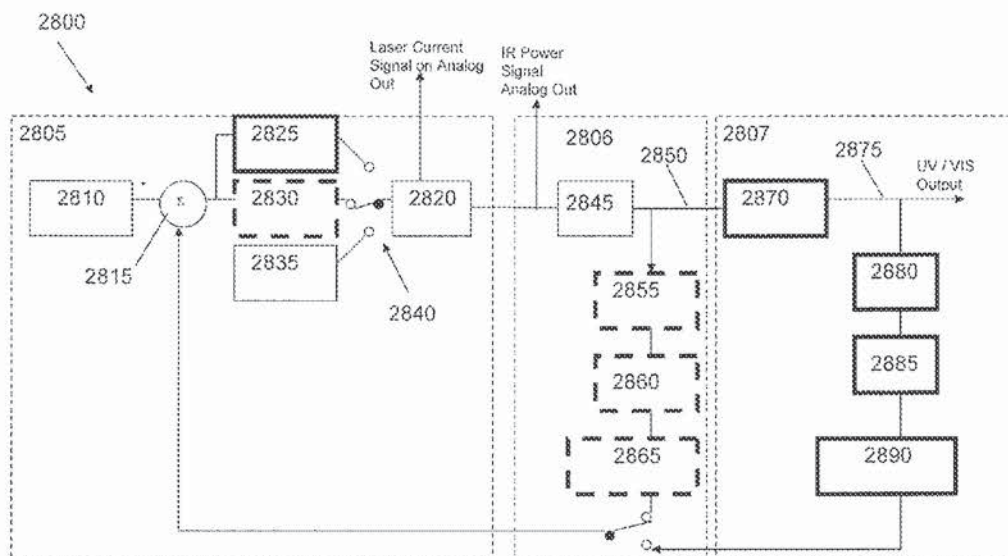 2800
Laser Current
Signal on Analog
Out
IR Power
Signal
Analog Out
2805
2825
2806
2807
2850
2875
UV / VIS
Output
2810
Σ
2830
2820
2845
2870
2815
2835
2840
2855
2880
2860
2885
2865
2890